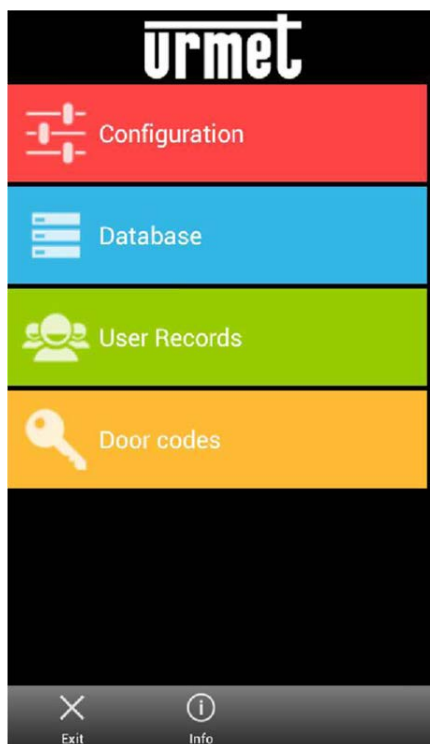 urmet
Configuration
Database
User Records
Door codes
Exit
Info